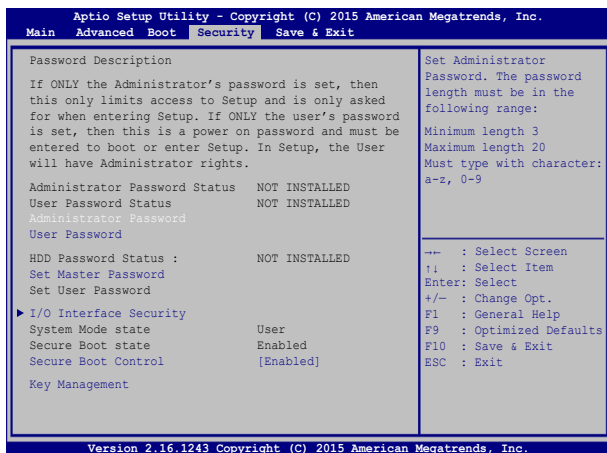 Aptio Setup Utility - Copyright (C) 2015 American Megatrends, Inc.
Main Advanced Boot Security Save & Exit
Password Description
If ONLY the Administrator's password is set, then
this only limits access to Setup and is only asked
for when entering Setup. If ONLY the user's password
is set, then this is a power on password and must be
entered to boot or enter Setup. In Setup, the User
will have Administrator rights.
Administrator Password Status NOT INSTALLED
User Password Status NOT INSTALLED
Administrator Password
User Password
HDD Password Status : NOT INSTALLED
Set Master Password
Set User Password
I/O Interface Security
System Mode state User
Secure Boot state Enabled
Secure Boot Control [Enabled]
Key Management
Set Administrator
Password. The password
length must be in the
following range:
Minimum length 3
Maximum length 20
Must type with character:
a-z, 0-9
→← : Select Screen
↑↓ : Select Item
Enter: Select
+/— : Change Opt.
F1 : General Help
F9 : Optimized Defaults
F10 : Save & Exit
ESC : Exit
Version 2.16.1243 Copyright (C) 2015 American Megatrends, Inc.